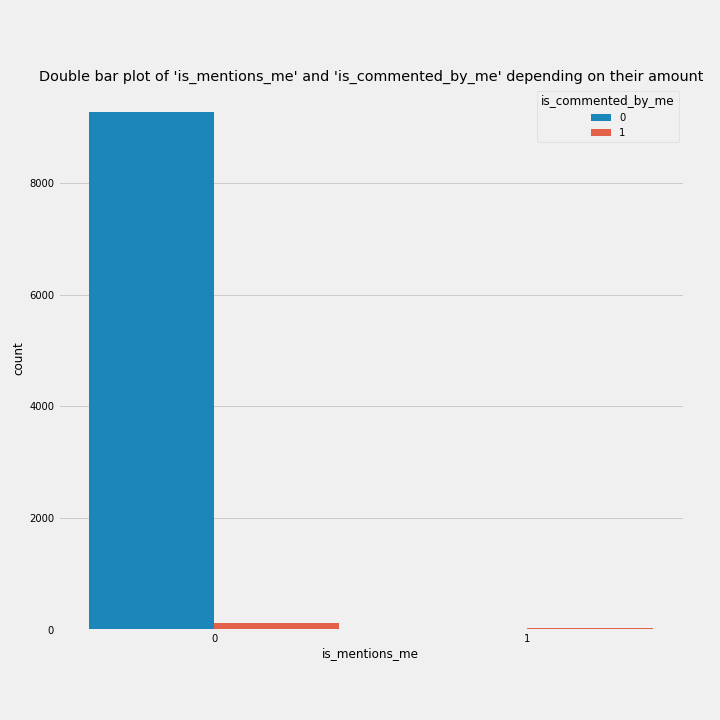 Double bar plot of 'is_mentions_me' and 'is_commented_by_me' depending on their amount
is_commented_by_me
0
1
8000
6000
4000
2000
0
count
0 1
is_mentions_me